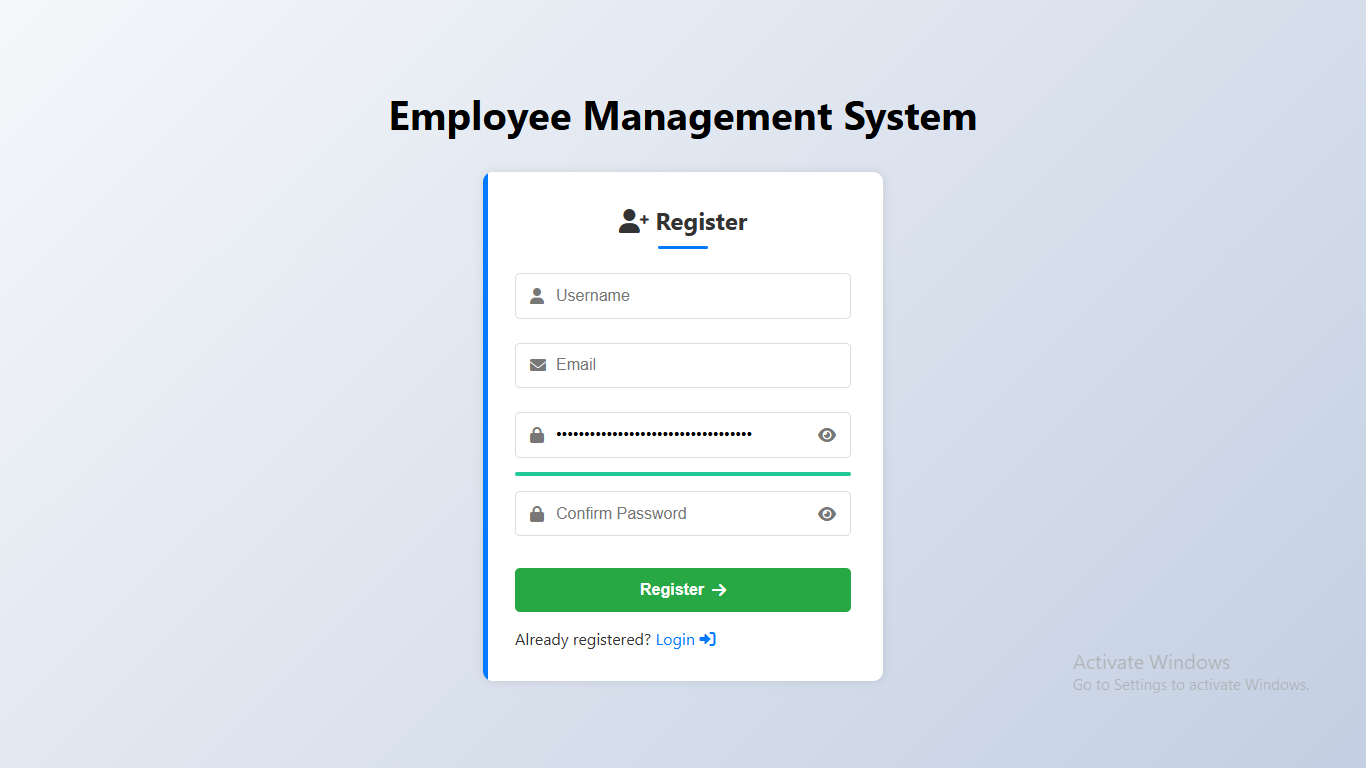 Employee Management System
Register
Username
Email
•••••••••••••••••••••••••••••••••••
Confirm Password
Register →
Already registered? Login
Activate Windows
Go to Settings to activate Windows.